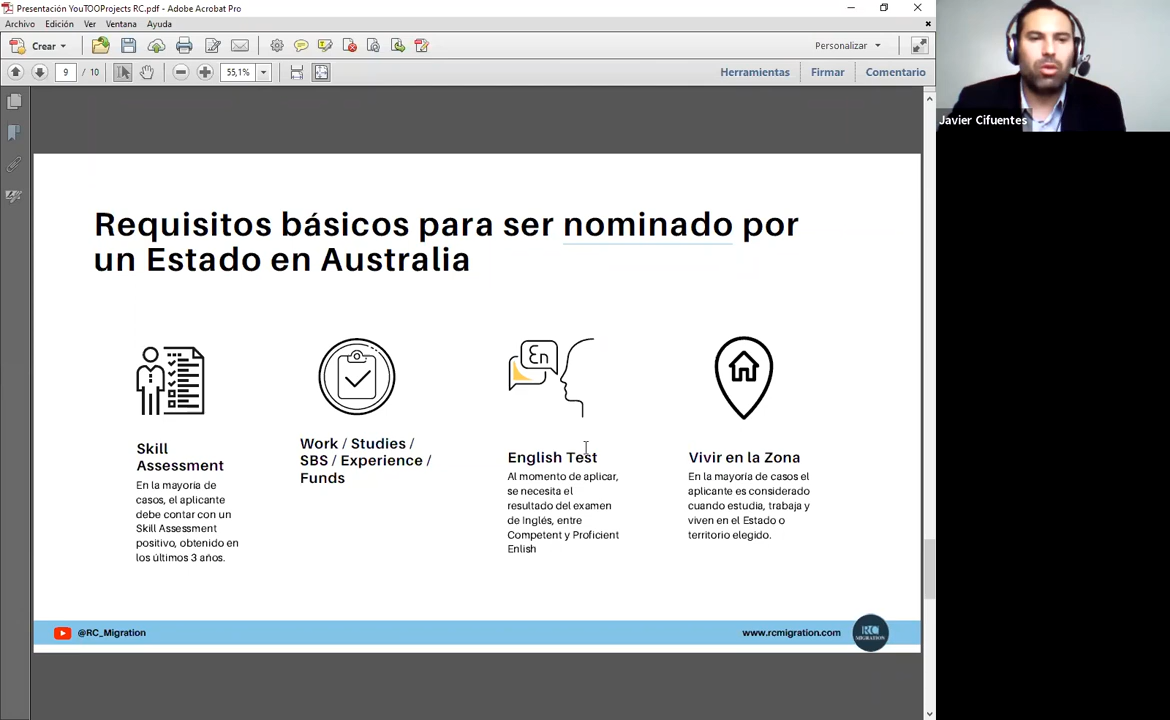 Presentación YouTOOProjects RC.pdf - Adobe Acrobat Pro
Archivo Edición Ver Ventana Ayuda
Crear
Personalizar
9 / 10
55,1%
Herramientas Firmar Comentario
Javier Cifuentes
Requisitos básicos para ser nominado por
un Estado en Australia
En
Skill
Assessment
En la mayoría de
casos, el aplicante
debe contar con un
Skill Assessment
positivo, obtenido en
los últimos 3 años.
Work / Studies /
SBS / Experience /
Funds
English Test
Al momento de aplicar,
se necesita el
resultado del examen
de Inglés, entre
Competent y Proficient
Enlish
Vivir en la Zona
En la mayoría de casos el
aplicante es considerado
cuando estudia, trabaja y
viven en el Estado o
territorio elegido.
@RC_Migration
www.rcmigration.com
RC
MIGRATION